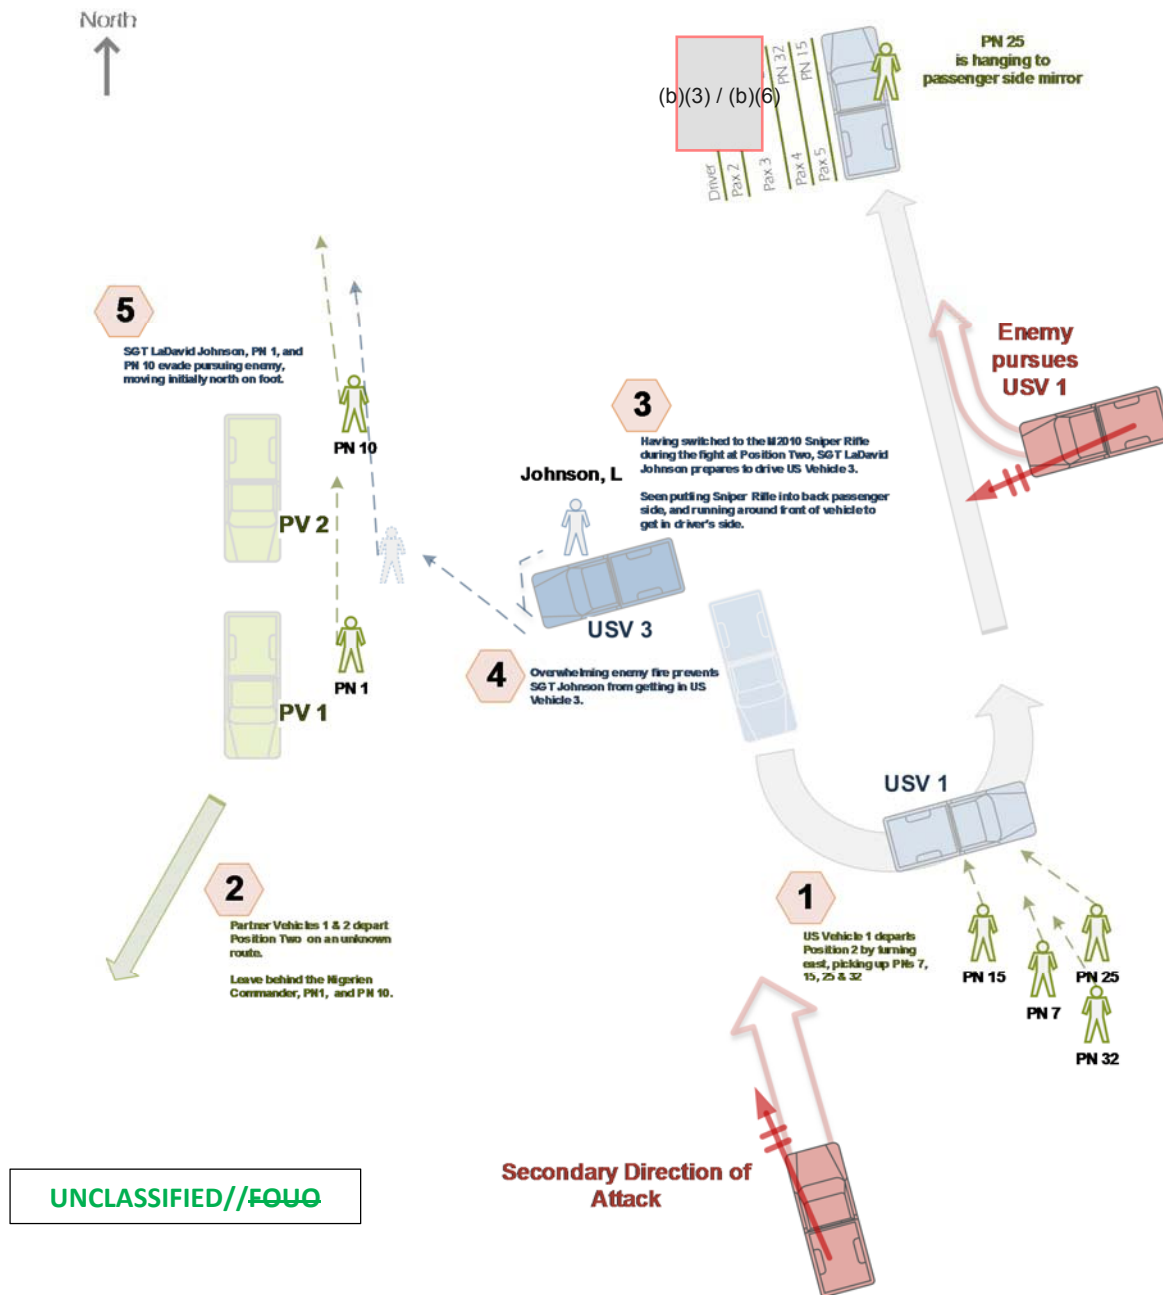 North
PN 25
is hanging to
passenger side mirror
(b)(3) / (b)(6)
PN 32
PN 15
Driver
Pax 2
Pax 3
Pax 4
Pax 5
5
SGT LaDavid Johnson, PN 1, and
PN 10 evade pursuing enemy,
moving initially north on foot.
Enemy
pursues
USV 1
3
Having switched to the M2010 Sniper Rifle
during the fight at Position Two, SGT LaDavid
Johnson prepares to drive US Vehicle 3.
Seen putting Sniper Rifle into back passenger
side, and running around front of vehicle to
get in driver's side.
PN 10
Johnson, L
PV 2
USV 3
4
Overwhelming enemy fire prevents
SGT Johnson from getting in US
Vehicle 3.
PN 1
PV 1
USV 1
2
Partner Vehicles 1 & 2 depart
Position Two on an unknown
route.
Leave behind the Nigerien
Commander, PN1, and PN 10.
1
US Vehicle 1 departs
Position 2 by turning
east, picking up PNs 7,
15, 25 & 32
PN 15
PN 25
PN 7
PN 32
Secondary Direction of
Attack
UNCLASSIFIED//FOUO